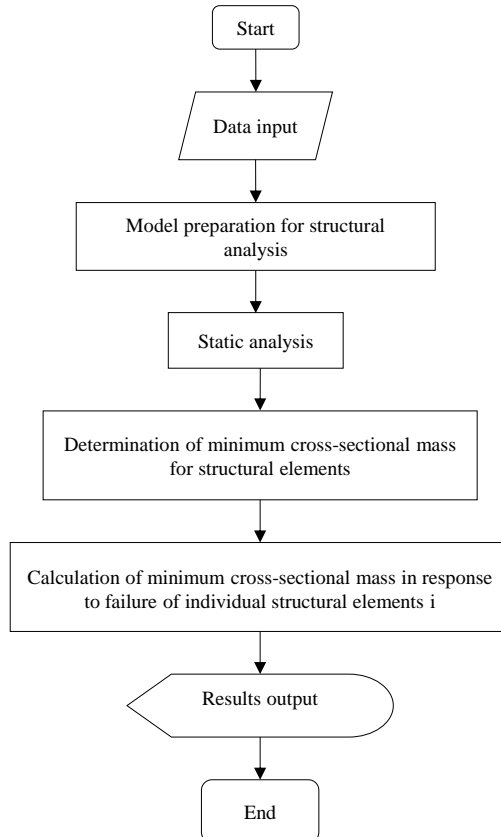 Start
Data input
Model preparation for structural
analysis
Static analysis
Determination of minimum cross-sectional mass
for structural elements
Calculation of minimum cross-sectional mass in response
to failure of individual structural elements i
Results output
End